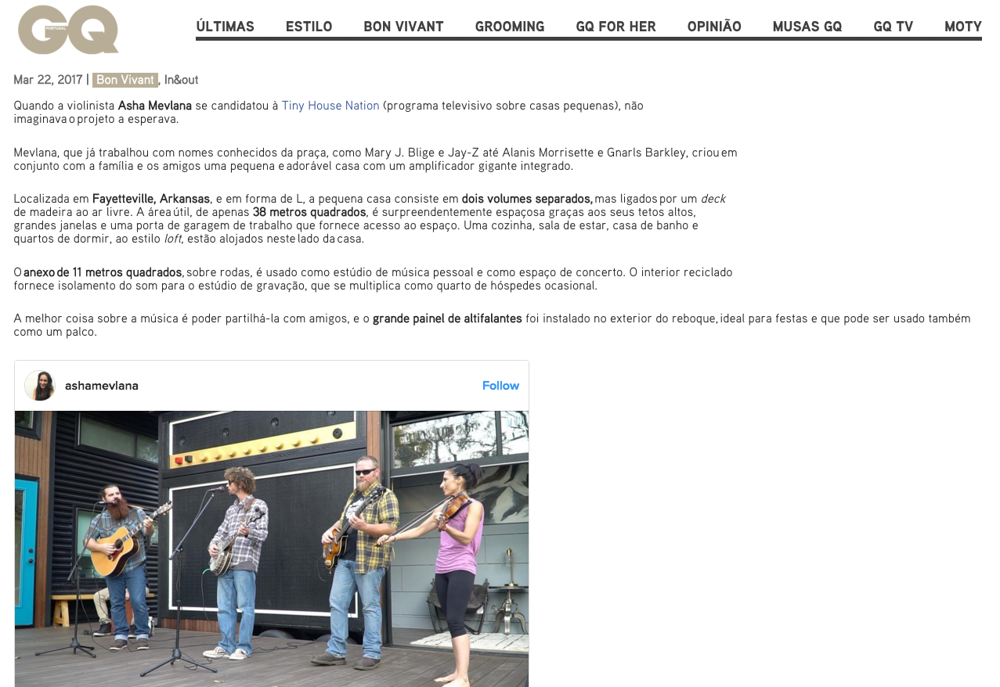 GQ
PORTUGAL
ÚLTIMAS ESTILO BON VIVANT GROOMING GQ FOR HER OPINIÃO MUSAS GQ GQ TV MOTY
Mar 22, 2017 | Bon Vivant, In&out
Quando a violinista Asha Mevlana se candidatou à Tiny House Nation (programa televisivo sobre casas pequenas), não
imaginava o projeto a esperava.
Mevlana, que já trabalhou com nomes conhecidos da praça, como Mary J. Blige e Jay-Z até Alanis Morrisette e Gnarls Barkley, criou em
conjunto com a família e os amigos uma pequena e adorável casa com um amplificador gigante integrado.
Localizada em Fayetteville, Arkansas, e em forma de L, a pequena casa consiste em dois volumes separados, mas ligados por um deck
de madeira ao ar livre. A área útil, de apenas 38 metros quadrados, é surpreendentemente espaçosa graças aos seus tetos altos,
grandes janelas e uma porta de garagem de trabalho que fornece acesso ao espaço. Uma cozinha, sala de estar, casa de banho e
quartos de dormir, ao estilo loft, estão alojados neste lado da casa.
O anexo de 11 metros quadrados, sobre rodas, é usado como estúdio de música pessoal e como espaço de concerto. O interior reciclado
fornece isolamento do som para o estúdio de gravação, que se multiplica como quarto de hóspedes ocasional.
A melhor coisa sobre a música é poder partilhá-la com amigos, e o grande painel de altifalantes foi instalado no exterior do reboque, ideal para festas e que pode ser usado também
como um palco.
ashamevlana Follow